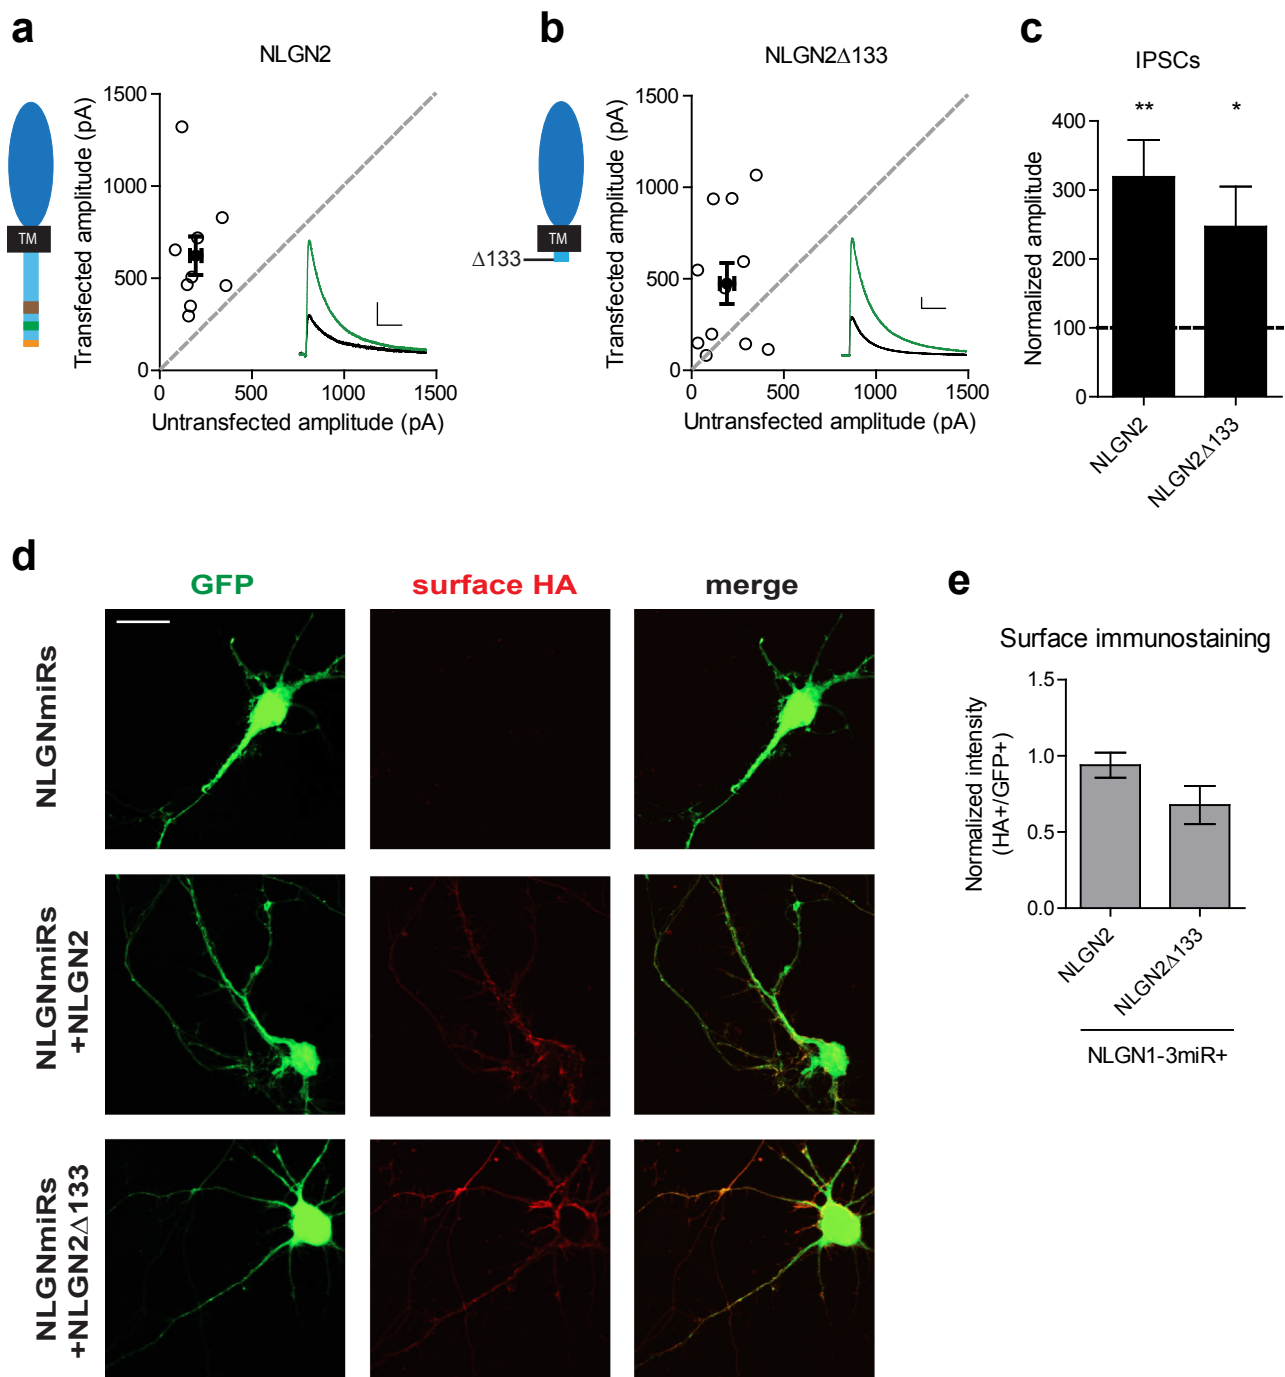 a
NLGN2
Transfected amplitude (pA)
1500
1000
500
0
0 500 1000 1500
Untransfected amplitude (pA)
TM
b
NLGN2Δ133
Transfected amplitude (pA)
1500
1000
500
0
0 500 1000 1500
Untransfected amplitude (pA)
TM
Δ133
c
IPSCs
** *
Normalized amplitude
400
300
200
100
0
NLGN2
NLGN2Δ133
d
GFP surface HA merge
NLGNmiRs
NLGNmiRs
+NLGN2
NLGNmiRs
+NLGN2Δ133
e
Surface immunostaining
Normalized intensity
(HA+/GFP+)
1.5
1.0
0.5
0.0
NLGN2
NLGN2Δ133
NLGN1-3miR+